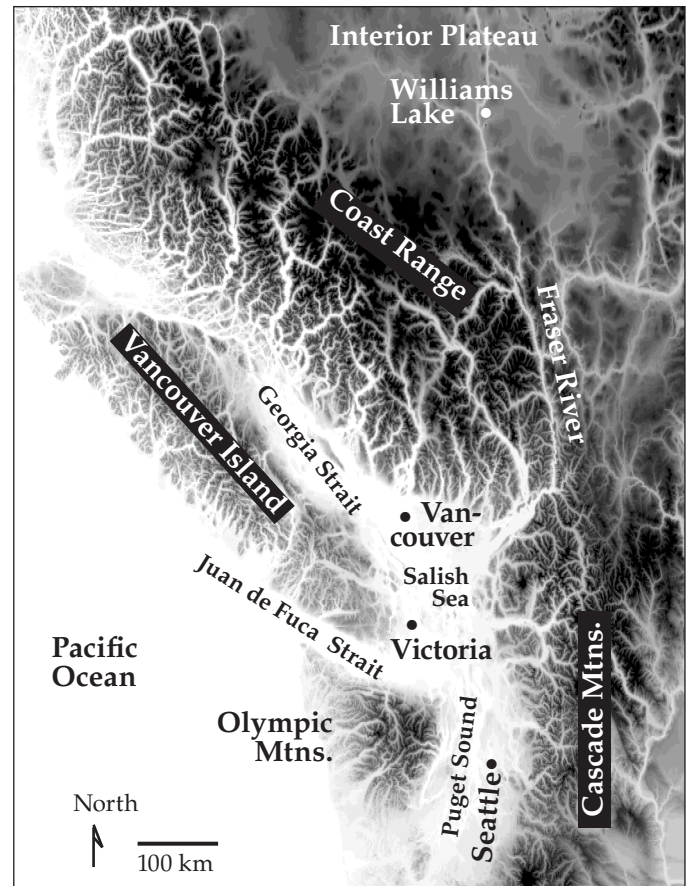 Interior Plateau
Williams
Lake
Coast Range
Fraser River
Vancouver Island
Georgia Strait
Van-
couver
Salish
Sea
Juan de Fuca Strait
Victoria
Pacific
Ocean
Cascade Mtns.
Olympic
Mtns.
Puget Sound
Seattle
North
100 km